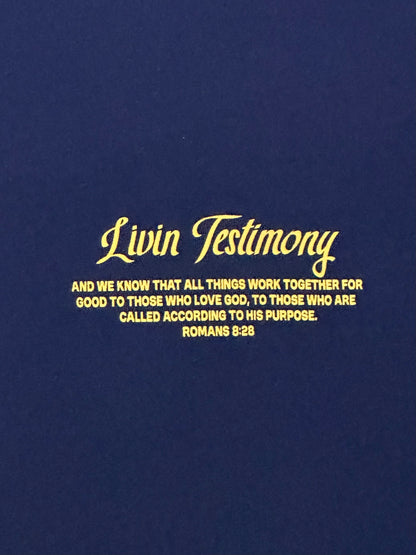 Livin Testimony
AND WE KNOW THAT ALL THINGS WORK TOGETHER FOR
GOOD TO THOSE WHO LOVE GOD, TO THOSE WHO ARE
CALLED ACCORDING TO HIS PURPOSE.
ROMANS 8:28